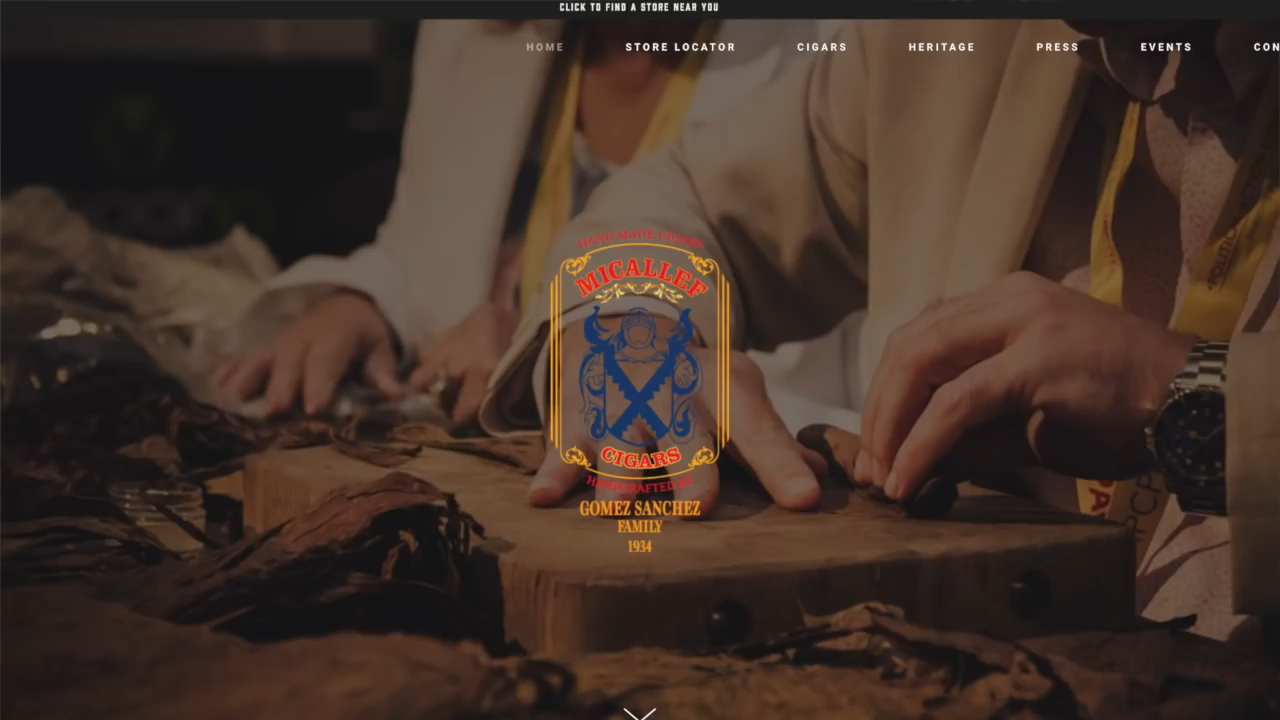 CLICK TO FIND A STORE NEAR YOU
HOME STORE LOCATOR CIGARS HERITAGE PRESS EVENTS CON
HAND MADE CIGARS
MICALLEF
CIGARS
HANDCRAFTED BY
GOMEZ SANCHEZ
FAMILY
1934